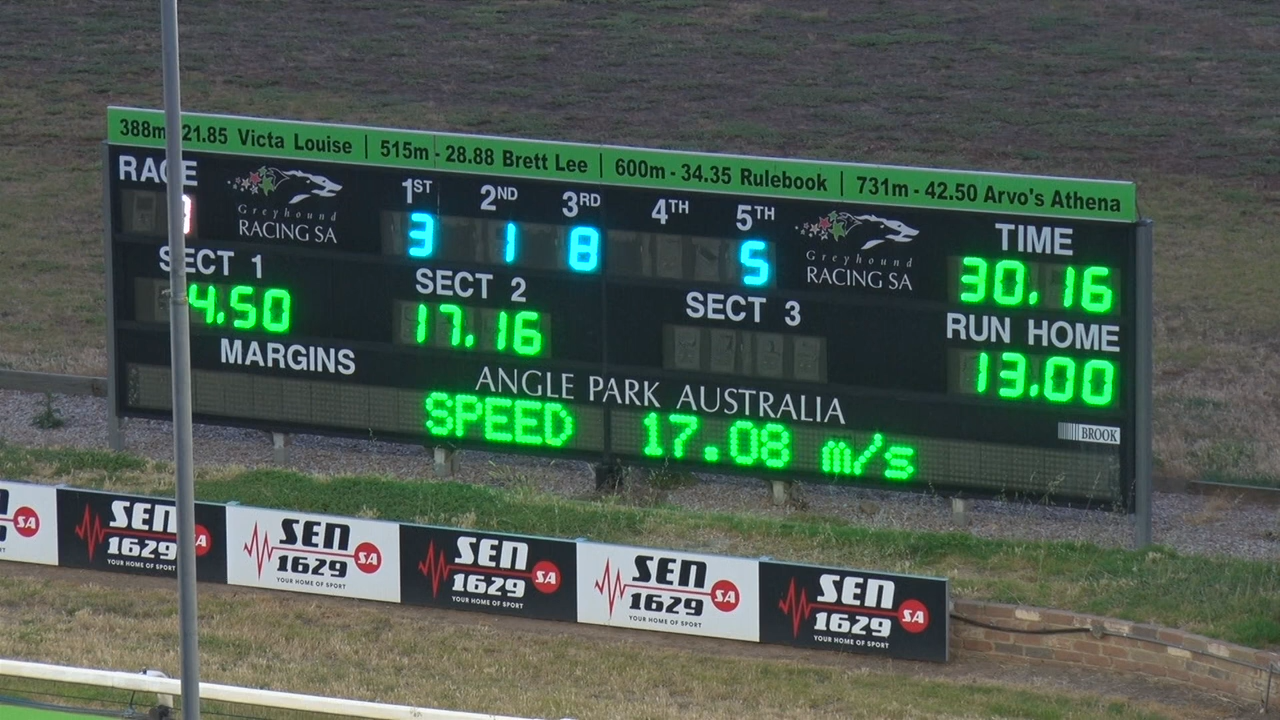 388m 21.85 Victa Louise | 515m - 28.88 Brett Lee | 600m - 34.35 Rulebook | 731m - 42.50 Arvo's Athena
RACE
Greyhound
RACING SA
1ST 2ND 3RD 4TH 5TH
3 1 8 5
Greyhound
RACING SA
TIME
30.16
SECT 1
4.50
SECT 2
17.16
SECT 3
RUN HOME
13.00
MARGINS
ANGLE PARK AUSTRALIA
SPEED 17.08 m/s
BROOK
SA
SEN
1629
YOUR HOME OF SPORT
SEN
1629 SA
YOUR HOME OF SPORT
SEN
1629 SA
YOUR HOME OF SPORT
SEN
1629 SA
YOUR HOME OF SPORT
SEN
1629 SA
YOUR HOME OF SPORT